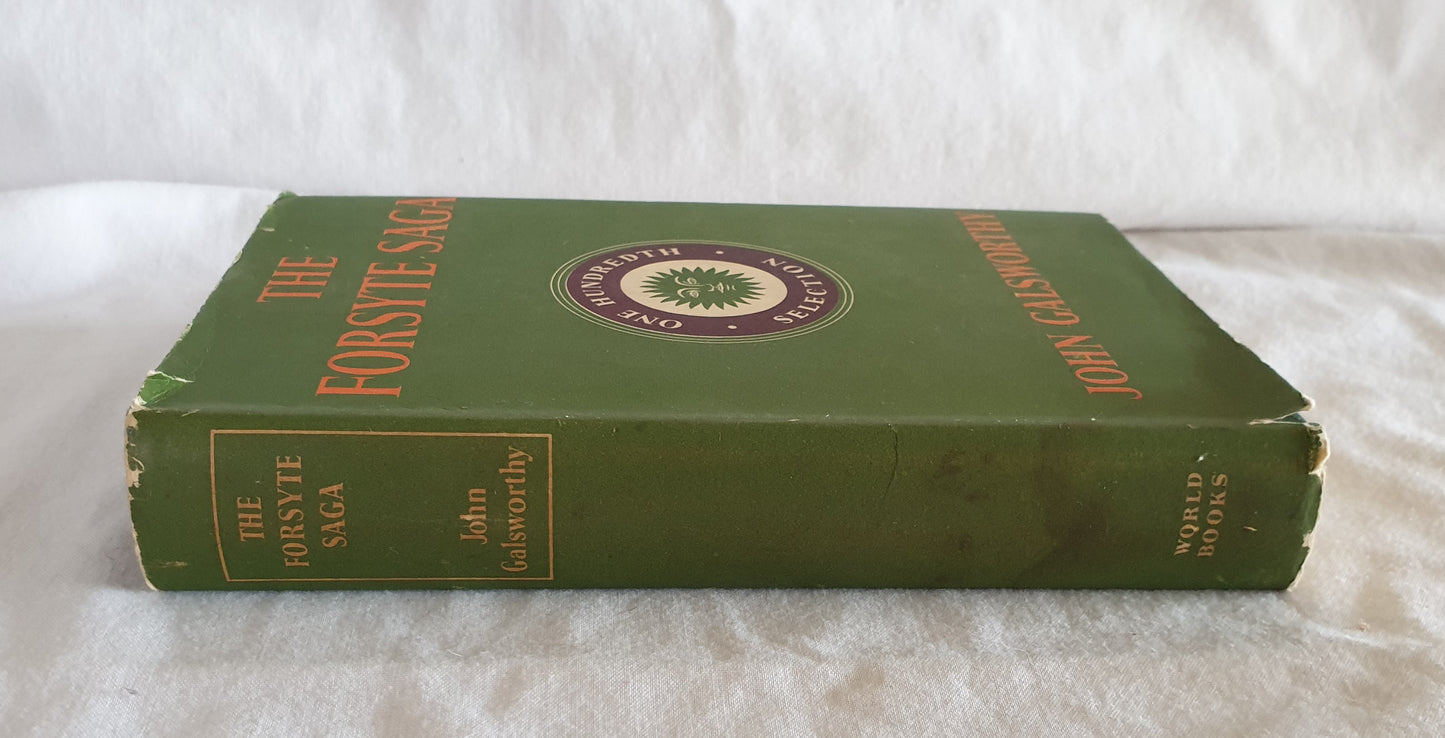 THE
FORSYTE SAGA
ONE HUNDREDTH • SELECTION •
JOHN GALSWORTHY
THE
FORSYTE
SAGA
John
Galsworthy
WORLD
BOOKS